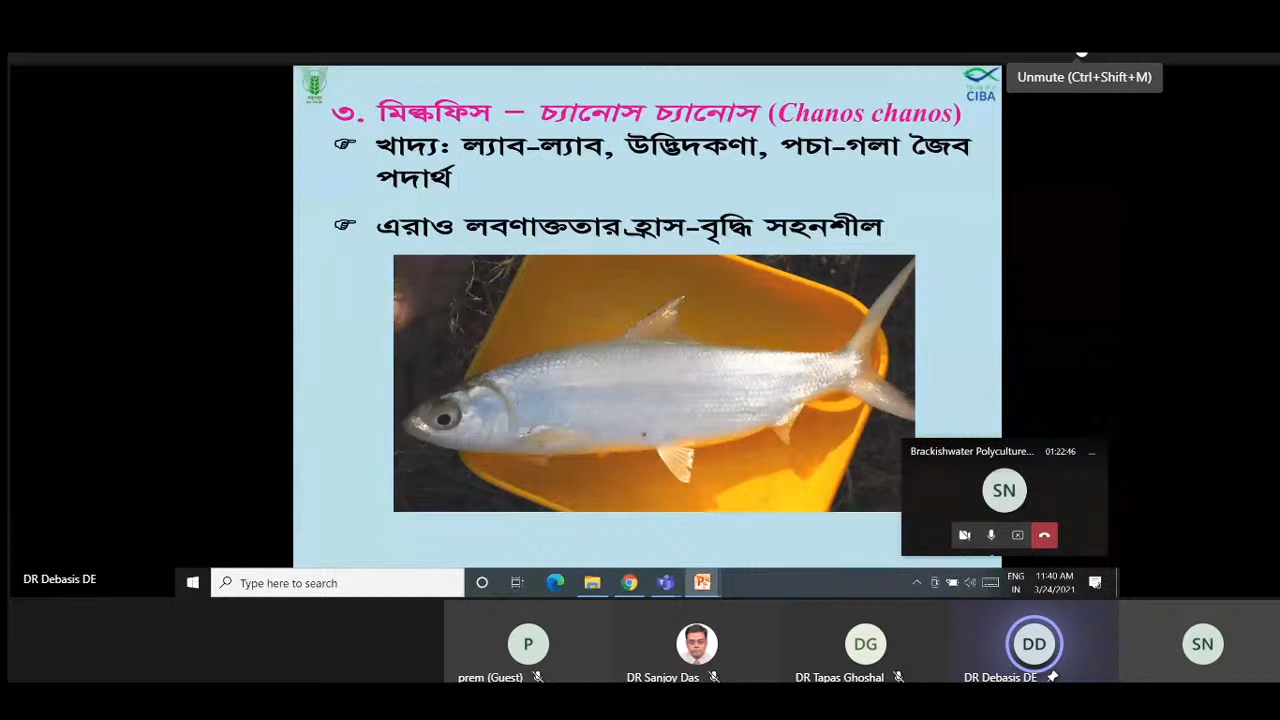 Unmute (Ctrl+Shift+M)
CIBA
৩. মিল্কফিস – চ্যানোস চ্যানোস (Chanos chanos)
খাদ্য: ল্যাব-ল্যাব, উদ্ভিদকণা, পচা-গলা জৈব
পদার্থ
এরাও লবণাক্ততার হ্রাস-বৃদ্ধি সহনশীল
Brackishwater Polyculture... 01:22:46
SN
DR Debasis DE
Type here to search
ENG
IN
11:40 AM
3/24/2021
P
DG
DD
SN
prem (Guest)
DR Sanjoy Das
DR Tapas Ghoshal
DR Debasis DE